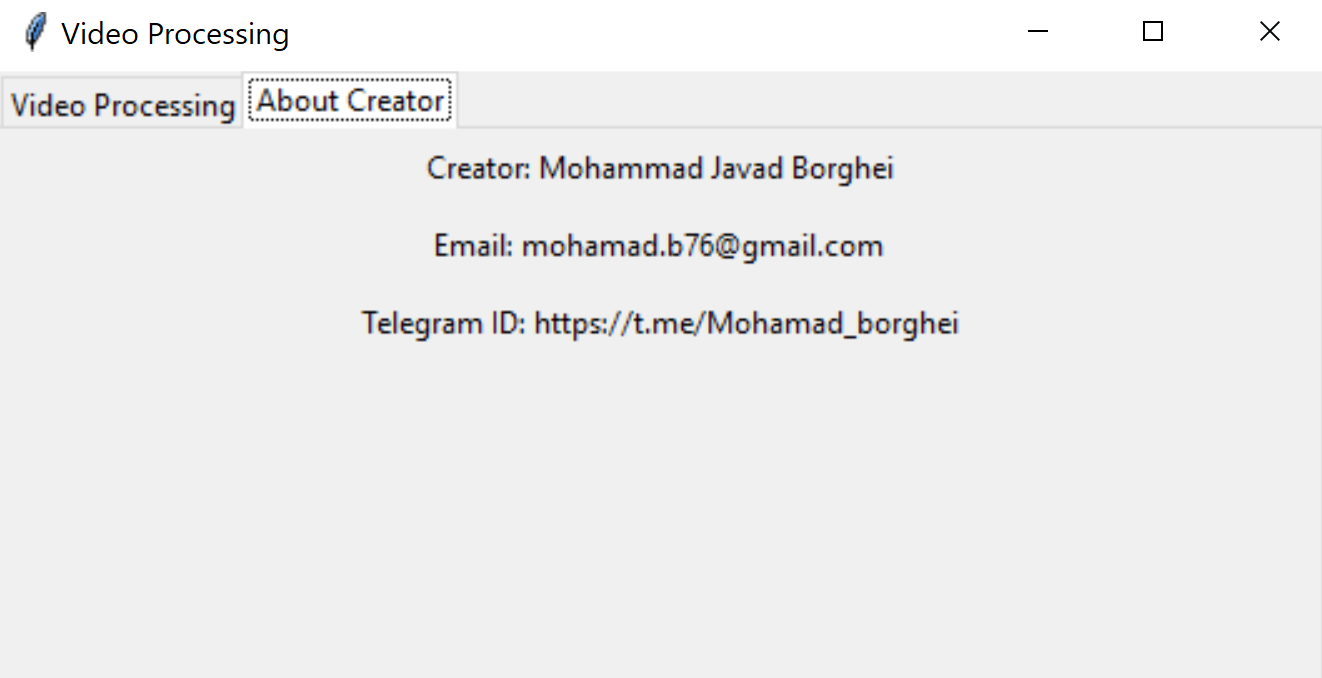 Video Processing
Video Processing About Creator
Creator: Mohammad Javad Borghei
Email: mohamad.b76@gmail.com
Telegram ID: https://t.me/Mohamad_borghei